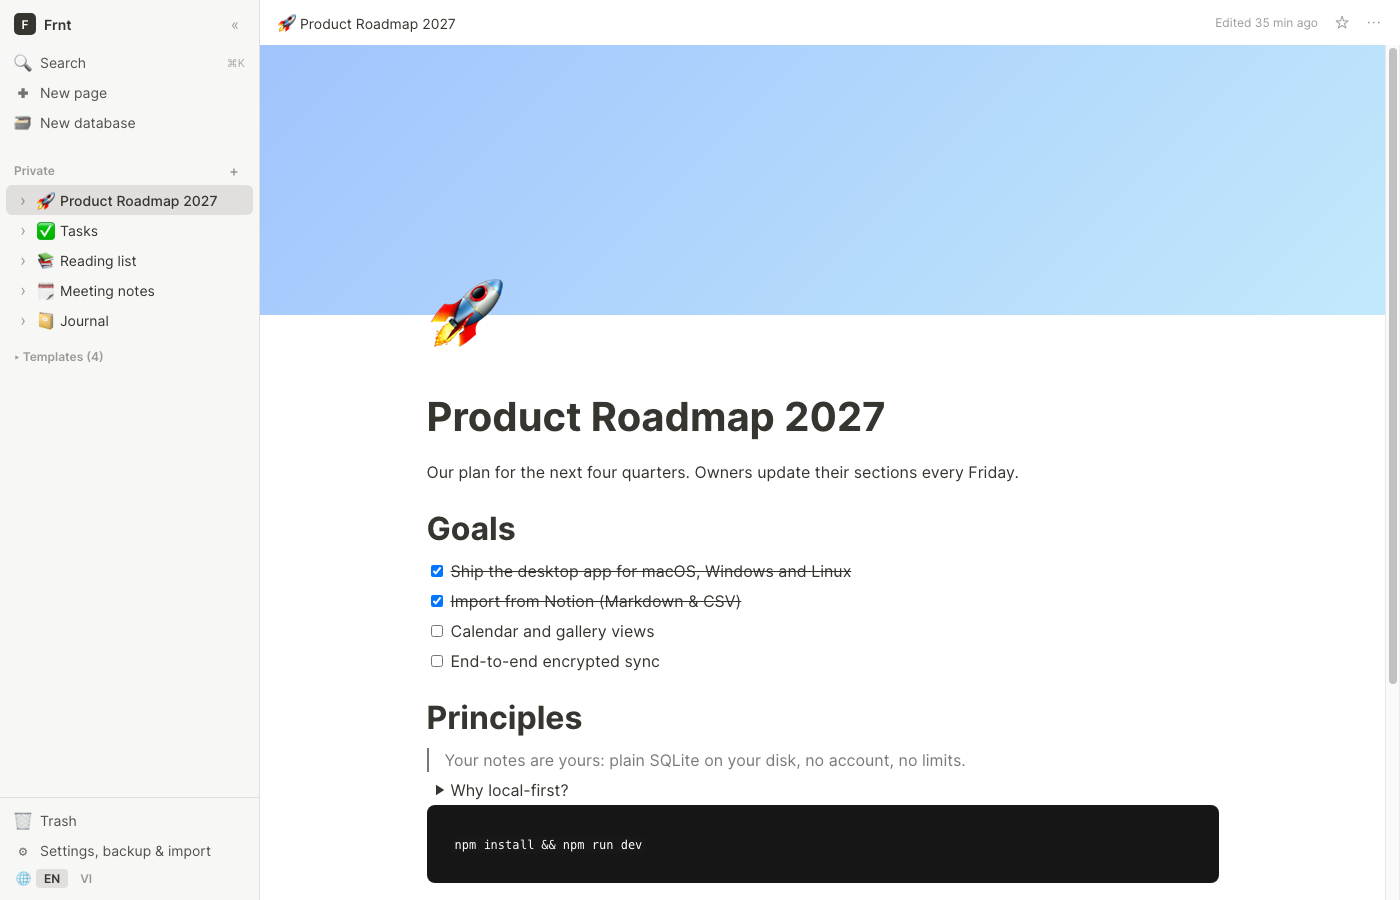 F Frnt «
Search ⌘K
New page
New database
Private +
Product Roadmap 2027
Tasks
Reading list
Meeting notes
Journal
Templates (4)
Trash
Settings, backup & import
EN VI
Product Roadmap 2027
Edited 35 min ago
Product Roadmap 2027
Our plan for the next four quarters. Owners update their sections every Friday.
Goals
Ship the desktop app for macOS, Windows and Linux
Import from Notion (Markdown & CSV)
Calendar and gallery views
End-to-end encrypted sync
Principles
Your notes are yours: plain SQLite on your disk, no account, no limits.
Why local-first?
npm install && npm run dev